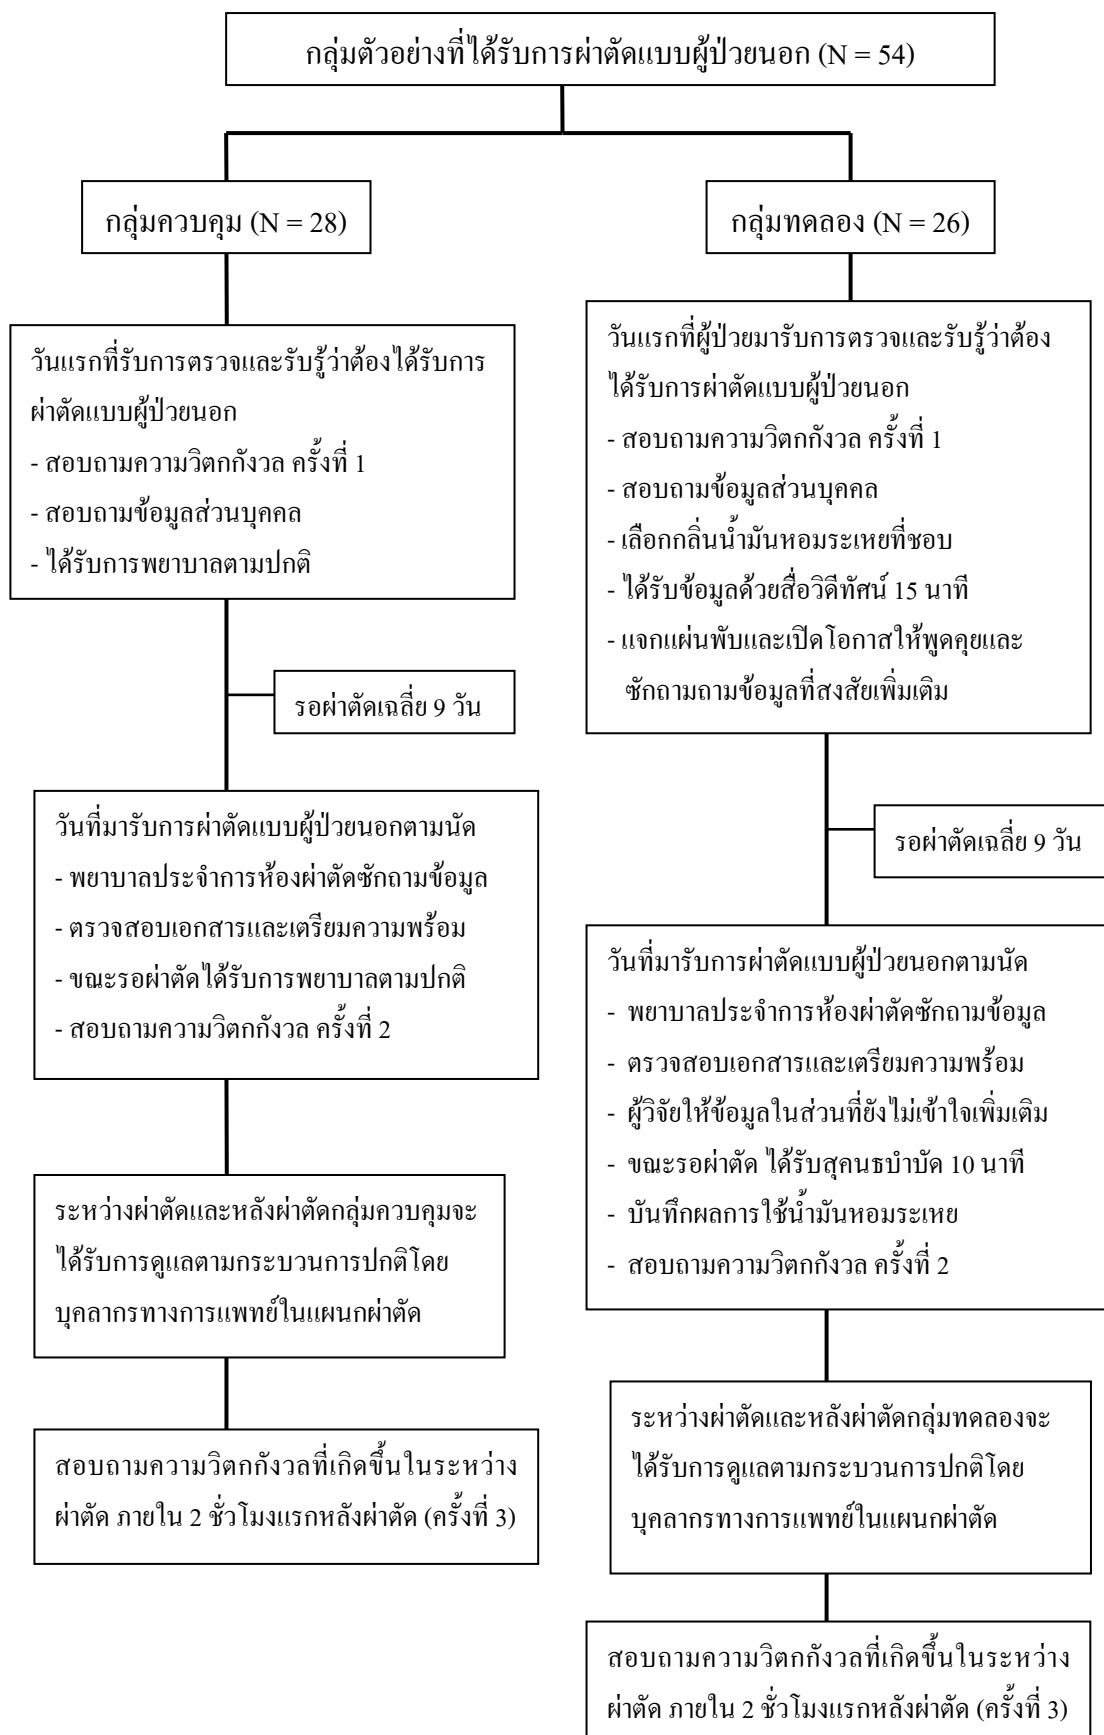 กลุ่มตัวอย่างที่ได้รับการผ่าตัดแบบผู้ป่วยนอก (N = 54)
กลุ่มควบคุม (N = 28)
วันแรกที่รับการตรวจและรับรู้ว่าต้องได้รับการ
ผ่าตัดแบบผู้ป่วยนอก
- สอบถามความวิตกกังวล ครั้งที่ 1
- สอบถามข้อมูลส่วนบุคคล
- ได้รับการพยาบาลตามปกติ
รอผ่าตัดเฉลี่ย 9 วัน
วันที่มารับการผ่าตัดแบบผู้ป่วยนอกตามนัด
- พยาบาลประจำการห้องผ่าตัดซักถามข้อมูล
- ตรวจสอบเอกสารและเตรียมความพร้อม
- ขณะรอผ่าตัดได้รับการพยาบาลตามปกติ
- สอบถามความวิตกกังวล ครั้งที่ 2
ระหว่างผ่าตัดและหลังผ่าตัดกลุ่มควบคุมจะ
ได้รับการดูแลตามกระบวนการปกติโดย
บุคลากรทางการแพทย์ในแผนกผ่าตัด
สอบถามความวิตกกังวลที่เกิดขึ้นในระหว่าง
ผ่าตัด ภายใน 2 ชั่วโมงแรกหลังผ่าตัด (ครั้งที่ 3)
กลุ่มทดลอง (N = 26)
วันแรกที่ผู้ป่วยมารับการตรวจและรับรู้ว่าต้อง
ได้รับการผ่าตัดแบบผู้ป่วยนอก
- สอบถามความวิตกกังวล ครั้งที่ 1
- สอบถามข้อมูลส่วนบุคคล
- เลือกกลิ่นน้ำมันหอมระเหยที่ชอบ
- ได้รับข้อมูลด้วยสื่อวิดีทัศน์ 15 นาที
- แจกแผ่นพับและเปิดโอกาสให้พูดคุยและ
ซักถามถามข้อมูลที่สงสัยเพิ่มเติม
รอผ่าตัดเฉลี่ย 9 วัน
วันที่มารับการผ่าตัดแบบผู้ป่วยนอกตามนัด
- พยาบาลประจำการห้องผ่าตัดซักถามข้อมูล
- ตรวจสอบเอกสารและเตรียมความพร้อม
- ผู้วิจัยให้ข้อมูลในส่วนที่ยังไม่เข้าใจเพิ่มเติม
- ขณะรอผ่าตัด ได้รับสุคนธบำบัด 10 นาที
- บันทึกผลการใช้น้ำมันหอมระเหย
- สอบถามความวิตกกังวล ครั้งที่ 2
ระหว่างผ่าตัดและหลังผ่าตัดกลุ่มทดลองจะ
ได้รับการดูแลตามกระบวนการปกติโดย
บุคลากรทางการแพทย์ในแผนกผ่าตัด
สอบถามความวิตกกังวลที่เกิดขึ้นในระหว่าง
ผ่าตัด ภายใน 2 ชั่วโมงแรกหลังผ่าตัด (ครั้งที่ 3)